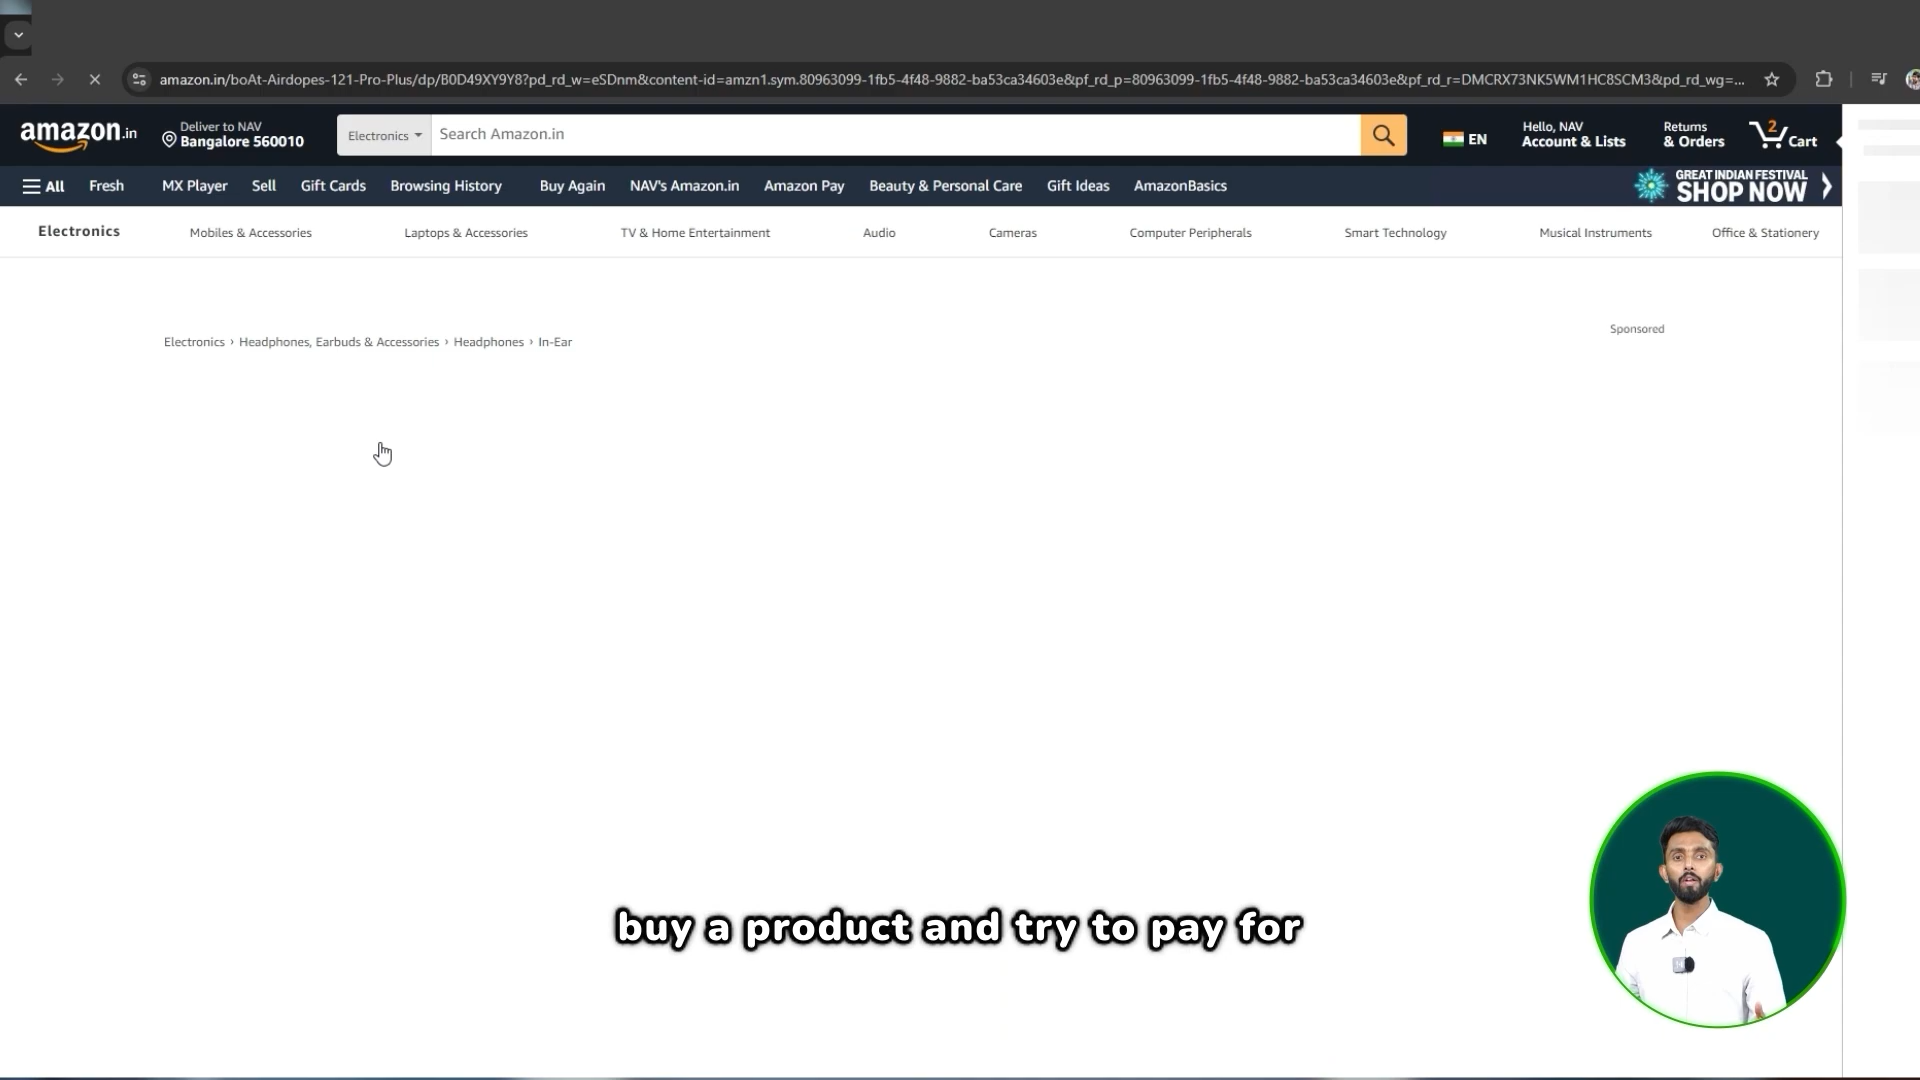 amazon.in/boAt-Airdopes-121-Pro-Plus/dp/B0D49XY9Y8?pd_rd_w=eSDnm&content-id=amzn1.sym.80963099-1fb5-4f48-9882-ba53ca34603e&pf_rd_p=80963099-1fb5-4f48-9882-ba53ca34603e&pf_rd_r=DMCRX73NK5WM1HC8SCM3&pd_rd_wg=...
amazon.in
Deliver to NAV
Bangalore 560010
Electronics
Search Amazon.in
EN
Hello, NAV
Account & Lists
Returns
& Orders
2
Cart
All Fresh MX Player Sell Gift Cards Browsing History Buy Again NAV's Amazon.in Amazon Pay Beauty & Personal Care Gift Ideas AmazonBasics
GREAT INDIAN FESTIVAL
SHOP NOW
Electronics Mobiles & Accessories Laptops & Accessories TV & Home Entertainment Audio Cameras Computer Peripherals Smart Technology Musical Instruments Office & Stationery
Sponsored
Electronics › Headphones, Earbuds & Accessories › Headphones › In-Ear
buy a product and try to pay for